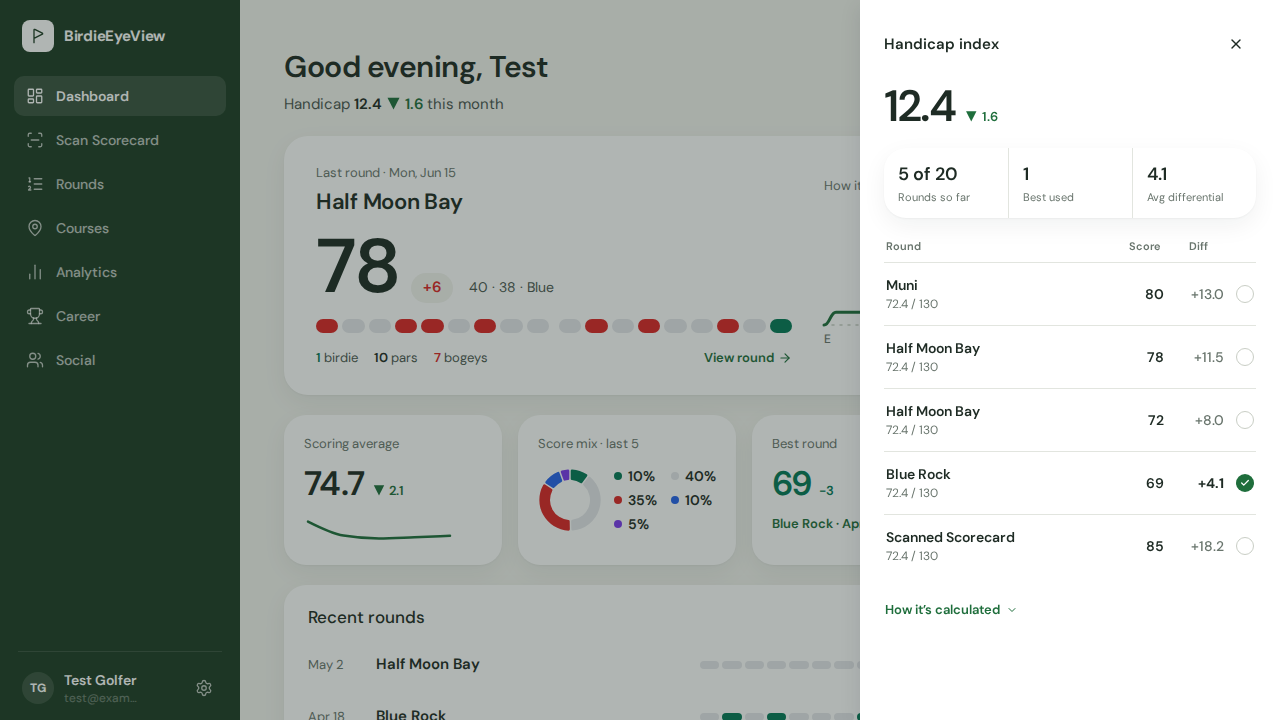 BirdieEyeView
Dashboard
Scan Scorecard
Rounds
Courses
Analytics
Career
Social
TG
Test Golfer
test@exam...
Good evening, Test
Handicap 12.4 ▼ 1.6 this month
Last round · Mon, Jun 15
Half Moon Bay
78 +6 40 · 38 · Blue
1 birdie 10 pars 7 bogeys
View round →
How it
E
Scoring average
74.7 ▼ 2.1
Score mix · last 5
10% 40%
35% 10%
5%
Best round
69 −3
Blue Rock · Ap
Recent rounds
May 2 Half Moon Bay
Apr 18 Blue Rock
Handicap index
12.4 ▼ 1.6
5 of 20
Rounds so far
1
Best used
4.1
Avg differential
Round Score Diff
Muni
72.4 / 130
80 +13.0
Half Moon Bay
72.4 / 130
78 +11.5
Half Moon Bay
72.4 / 130
72 +8.0
Blue Rock
72.4 / 130
69 +4.1
Scanned Scorecard
72.4 / 130
85 +18.2
How it's calculated